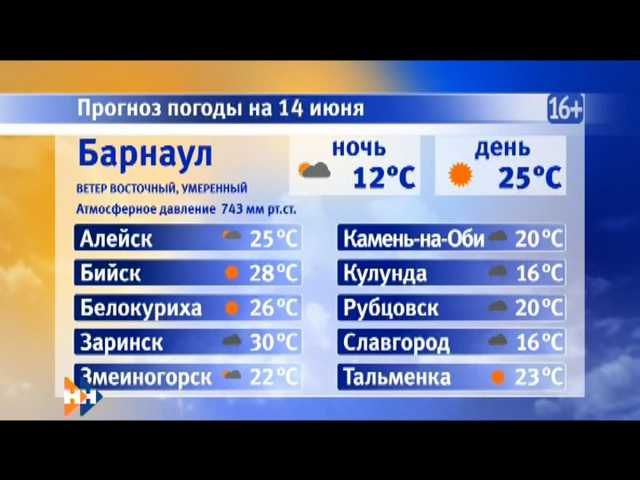 Прогноз погоды на 14 июня
16+
Барнаул
ночь
12°C
день
25°C
ВЕТЕР ВОСТОЧНЫЙ, УМЕРЕННЫЙ
Атмосферное давление 743 мм рт.ст.
Алейск 25°C
Бийск 28°C
Белокуриха 26°C
Заринск 30°C
Змеиногорск 22°C
Камень-на-Оби 20°C
Кулунда 16°C
Рубцовск 20°C
Славгород 16°C
Тальменка 23°C
НН